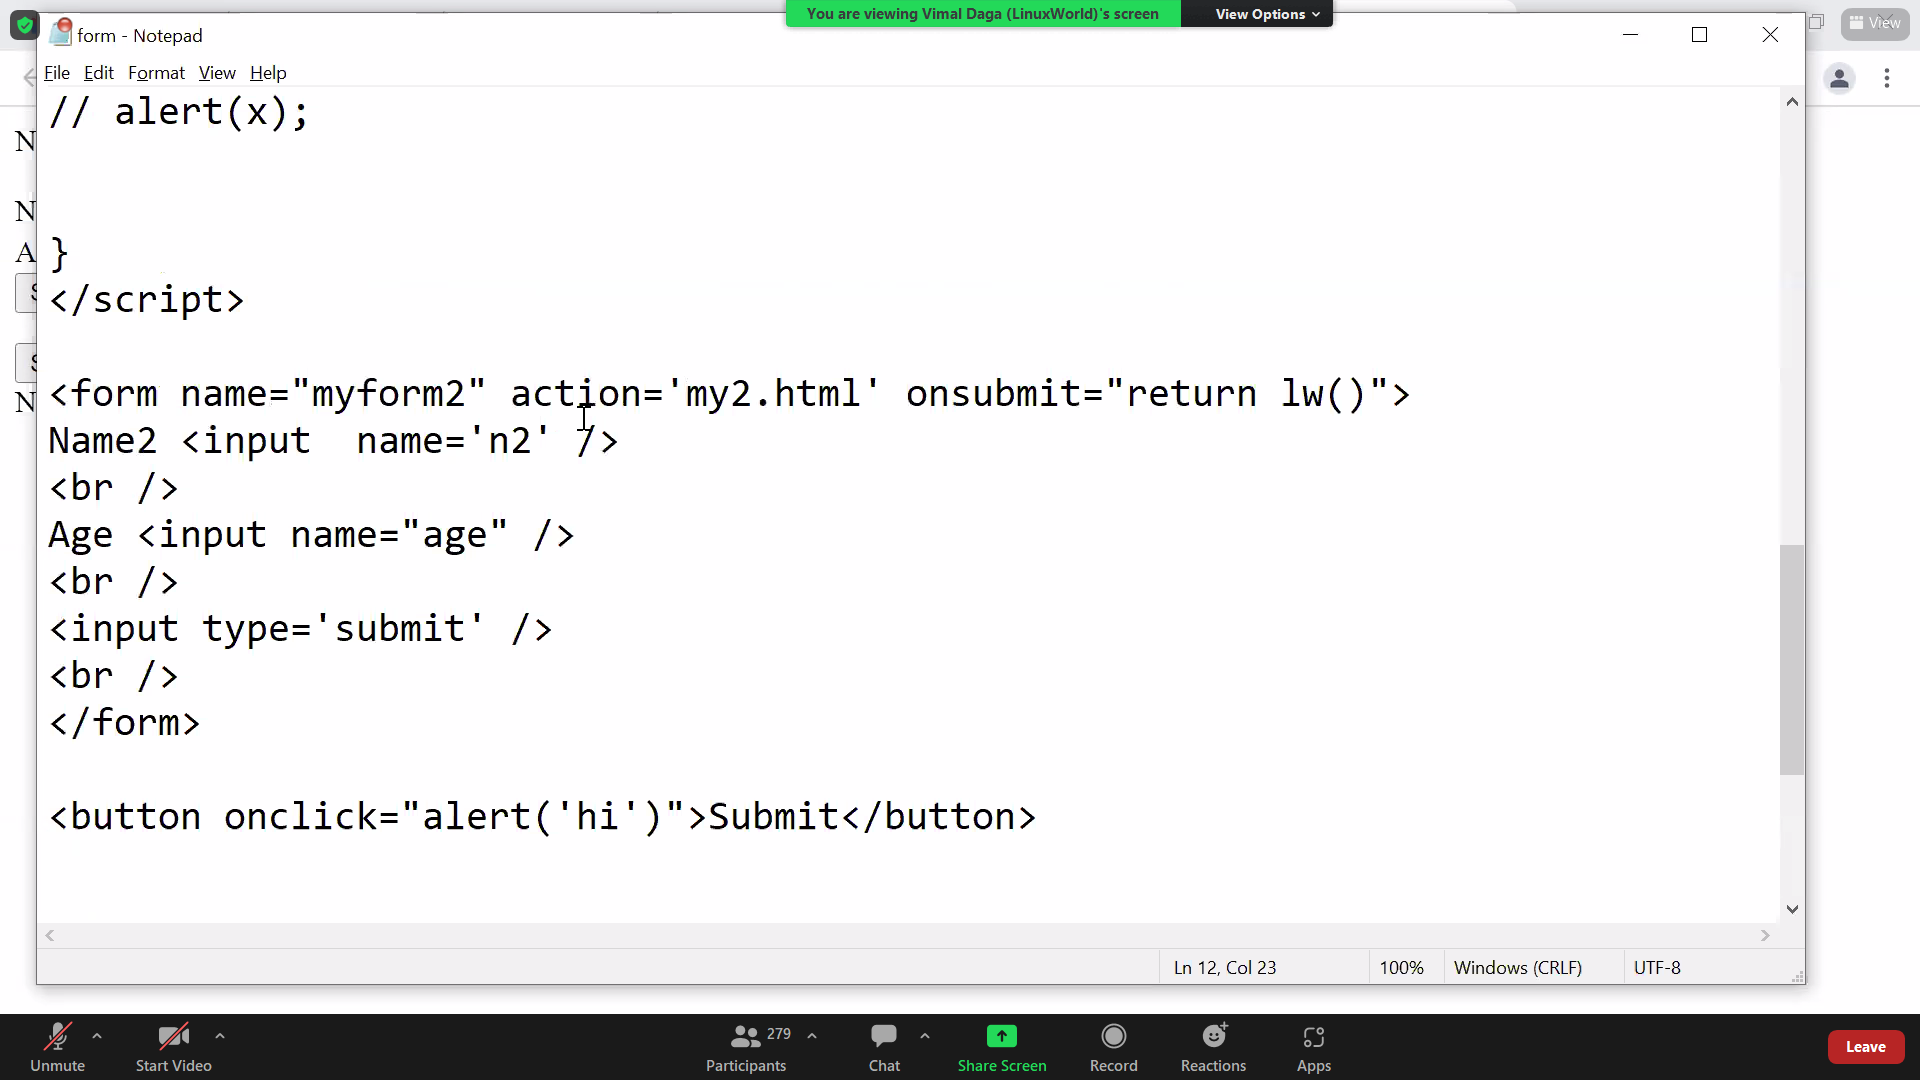 You are viewing Vimal Daga (LinuxWorld)'s screen
View Options
View
form - Notepad
File Edit Format View Help
// alert(x);
N
N
A
}
</script>
<form name="myform2" action='my2.html' onsubmit="return lw()">
N
Name2 <input  name='n2' />
<br />
Age <input name="age" />
<br />
<input type='submit' />
<br />
</form>
<button onclick="alert('hi')">Submit</button>
Ln 12, Col 23
100%
Windows (CRLF)
UTF-8
Unmute
Start Video
279
Participants
Chat
Share Screen
Record
Reactions
Apps
Leave